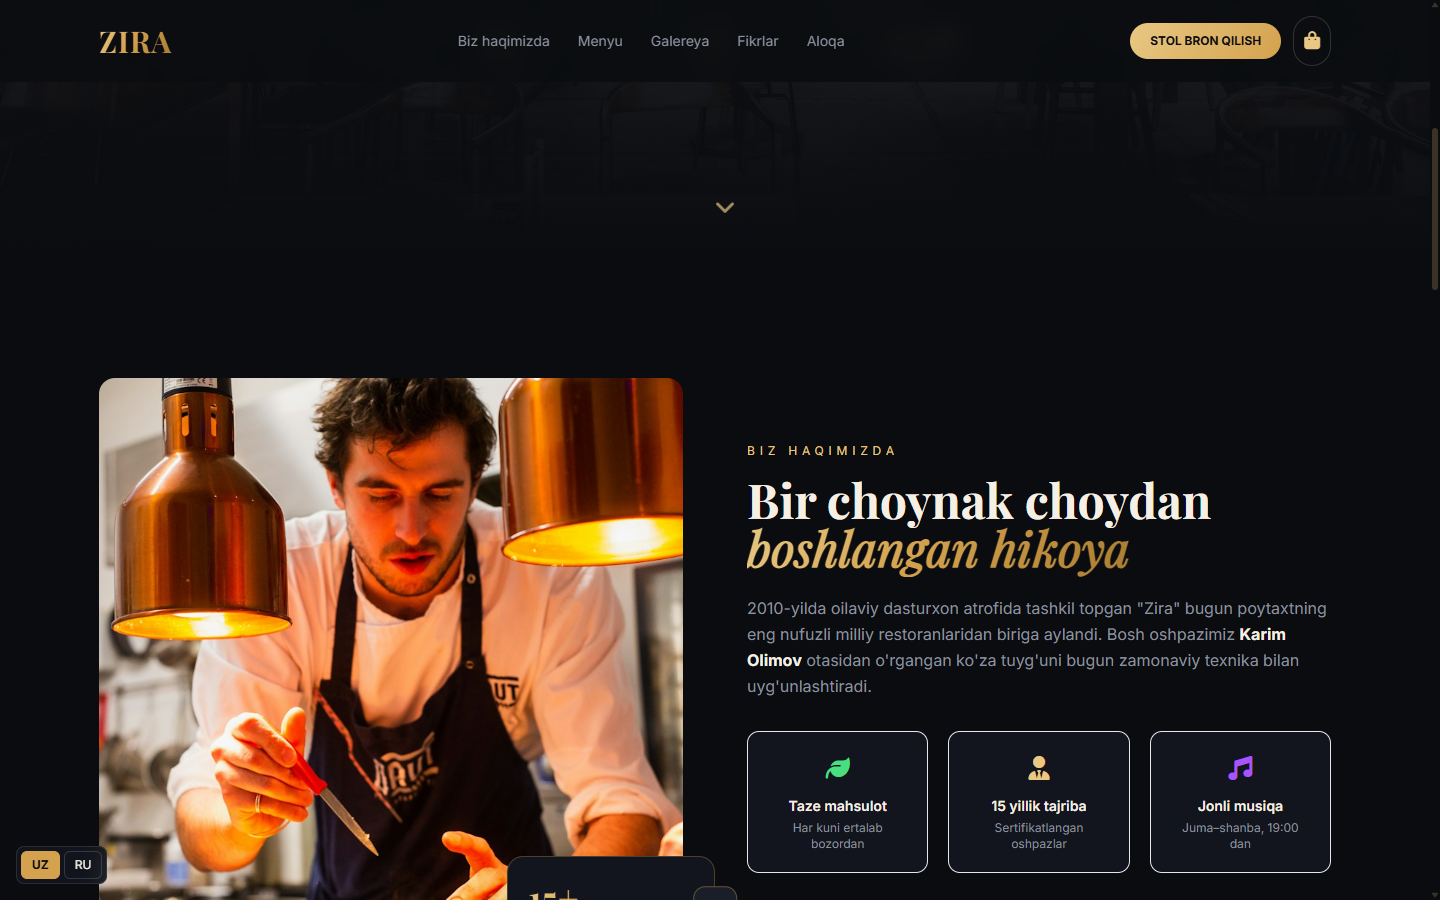 ZIRA
Biz haqimizda
Menyu
Galereya
Fikrlar
Aloqa
STOL BRON QILISH
BIZ HAQIMIZDA
Bir choynak choydan
boshlangan hikoya
2010-yilda oilaviy dasturxon atrofida tashkil topgan "Zira" bugun poytaxtning
eng nufuzli milliy restoranlaridan biriga aylandi. Bosh oshpazimiz Karim
Olimov otasidan o'rgangan ko'za tuyg'uni bugun zamonaviy texnika bilan
uyg'unlashtiradi.
Taze mahsulot
Har kuni ertalab
bozordan
15 yillik tajriba
Sertifikatlangan
oshpazlar
Jonli musiqa
Juma–shanba, 19:00
dan
BRUT
UZ
RU
15+